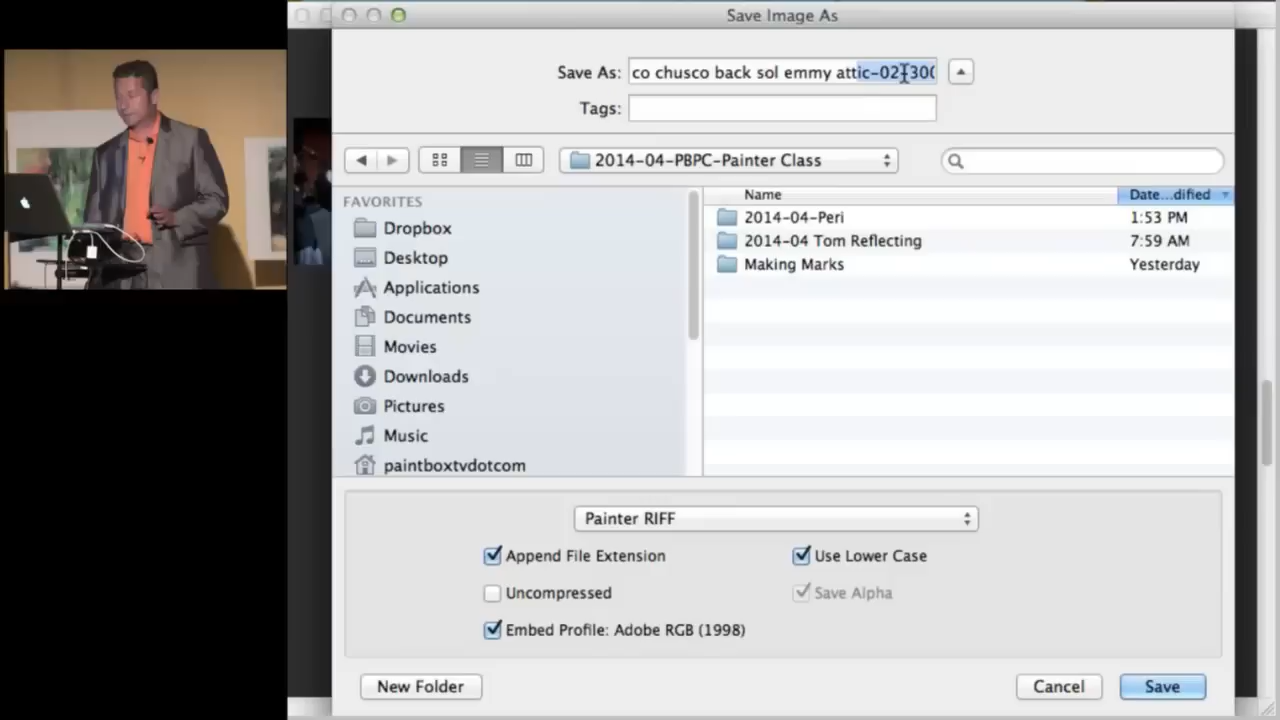 Save Image As
Save As: co chusco back sol emmy attic-02-300
Tags:
2014-04-PBPC-Painter Class
FAVORITES
Dropbox
Desktop
Applications
Documents
Movies
Downloads
Pictures
Music
paintboxtvdotcom
Name Date...dified
2014-04-Peri 1:53 PM
2014-04 Tom Reflecting 7:59 AM
Making Marks Yesterday
Painter RIFF
Append File Extension Use Lower Case
Uncompressed Save Alpha
Embed Profile: Adobe RGB (1998)
New Folder Cancel Save